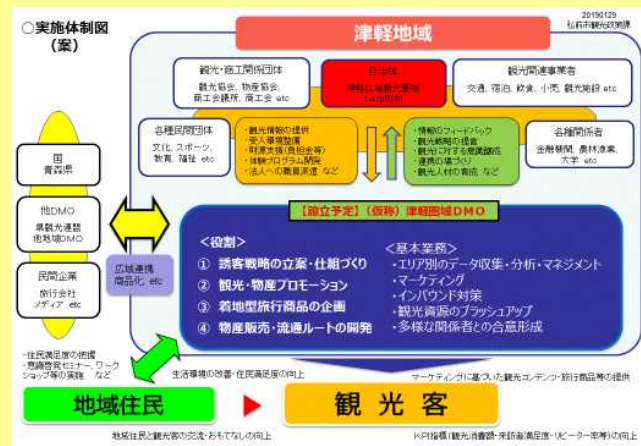 ○実施体制図
（案）
津軽地域
20190129
弘前市観光政策課
観光・商工関係団体
観光協会、物産協会、
商工会議所、商工会 etc
自治体
津軽広域観光圏域
14市町村
観光関連事業者
交通、宿泊、飲食、小売、観光施設 etc
各種民間団体
文化、スポーツ、
教育、福祉 etc
・観光情報の提供
・受入環境整備
・財源支援(負担金等)
・体験プログラム開発
・法人への職員派遣 など
・情報のフィードバック
・観光戦略の提言
・観光に対する意識醸成
・連携の場づくり
・観光人材の育成 など
各種関係者
金融機関、農林漁業、
大学 etc
国
青森県
他DMO
県観光連盟
他地域DMO
民間企業
旅行会社
メディア etc
広域連携
商品化 etc
【設立予定】（仮称）津軽圏域DMO
＜役割＞
① 誘客戦略の立案・仕組づくり
② 観光・物産プロモーション
③ 着地型旅行商品の企画
④ 物産販売・流通ルートの開発
＜基本業務＞
・エリア別のデータ収集・分析・マネジメント
・マーケティング
・インバウンド対策
・観光資源のブラッシュアップ
・多様な関係者との合意形成
・住民満足度の把握
・意識啓発セミナー、ワーク
ショップ等の実施 など
生活環境の改善・住民満足度の向上
マーケティングに基づいた観光コンテンツ・旅行商品等の提供
地域住民
観光客
地域住民と観光客の交流・おもてなしの向上
KPI指標(観光消費額・来訪者満足度・リピーター率等)の向上